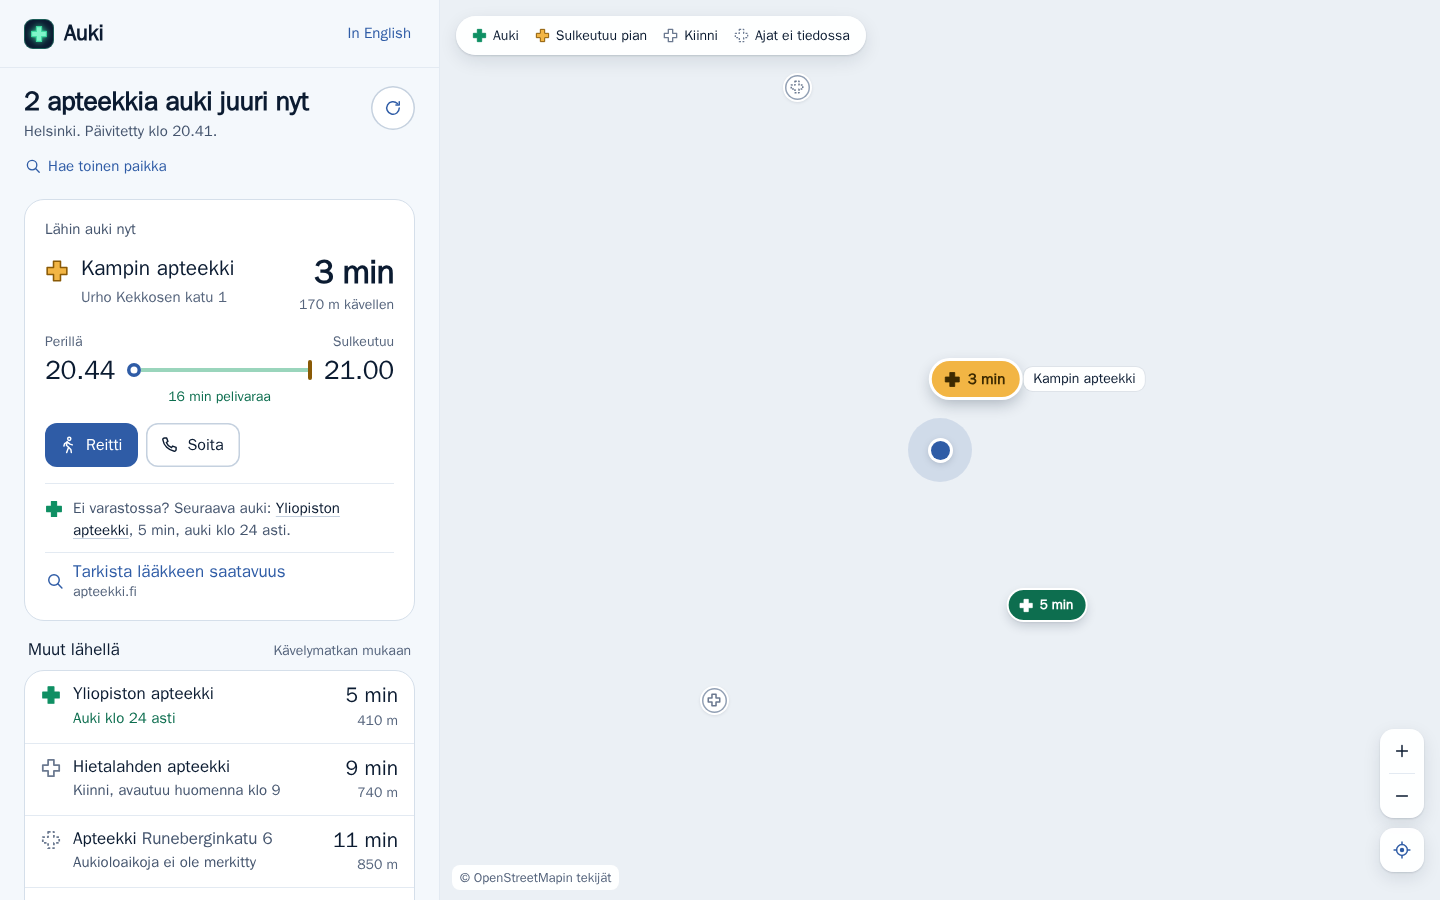 Auki
In English
2 apteekkia auki juuri nyt
Helsinki. Päivitetty klo 20.41.
Hae toinen paikka
Lähin auki nyt
Kampin apteekki
3 min
Urho Kekkosen katu 1
170 m kävellen
Perillä
Sulkeutuu
20.44
21.00
16 min pelivaraa
Reitti
Soita
Ei varastossa? Seuraava auki: Yliopiston
apteekki, 5 min, auki klo 24 asti.
Tarkista lääkkeen saatavuus
apteekki.fi
Muut lähellä
Kävelymatkan mukaan
Yliopiston apteekki
5 min
Auki klo 24 asti
410 m
Hietalahden apteekki
9 min
Kiinni, avautuu huomenna klo 9
740 m
Apteekki Runeberginkatu 6
11 min
Aukioloaikoja ei ole merkitty
850 m
Auki
Sulkeutuu pian
Kiinni
Ajat ei tiedossa
3 min
Kampin apteekki
5 min
+
−
© OpenStreetMapin tekijät